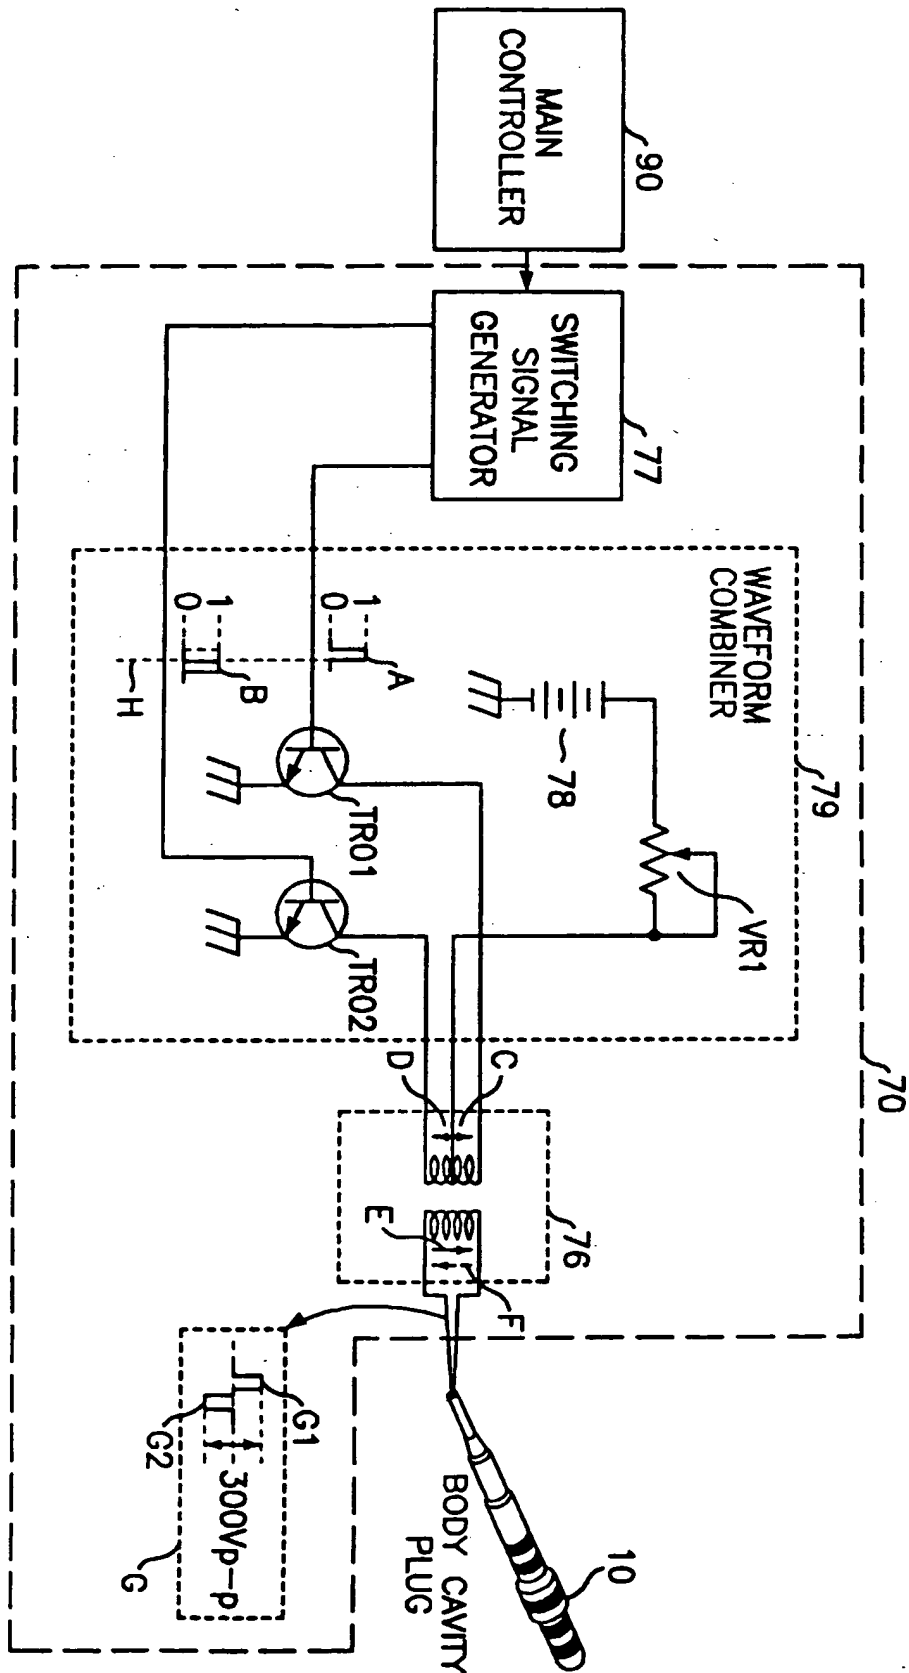 MAIN
CONTROLLER
90
SWITCHING
SIGNAL
GENERATOR
77
WAVEFORM
COMBINER
79
70
1
0
A
1
0
B
H
78
VR1
TR01
TR02
C
D
76
E
F
G1
G2
300Vp-p
G
BODY CAVITY
PLUG
10